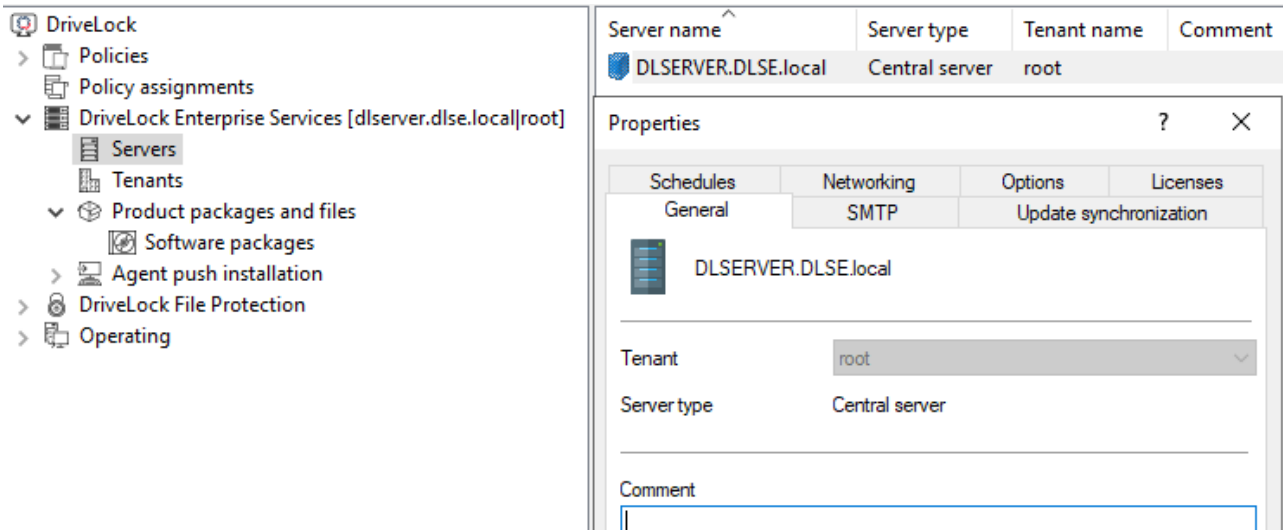 DriveLock
Policies
Policy assignments
DriveLock Enterprise Services [dlserver.dlse.local|root]
Servers
Tenants
Product packages and files
Software packages
Agent push installation
DriveLock File Protection
Operating
Server name Server type Tenant name Comment
DLSERVER.DLSE.local Central server root
Properties ? X
Schedules Networking Options Licenses
General SMTP Update synchronization
DLSERVER.DLSE.local
Tenant root
Server type Central server
Comment